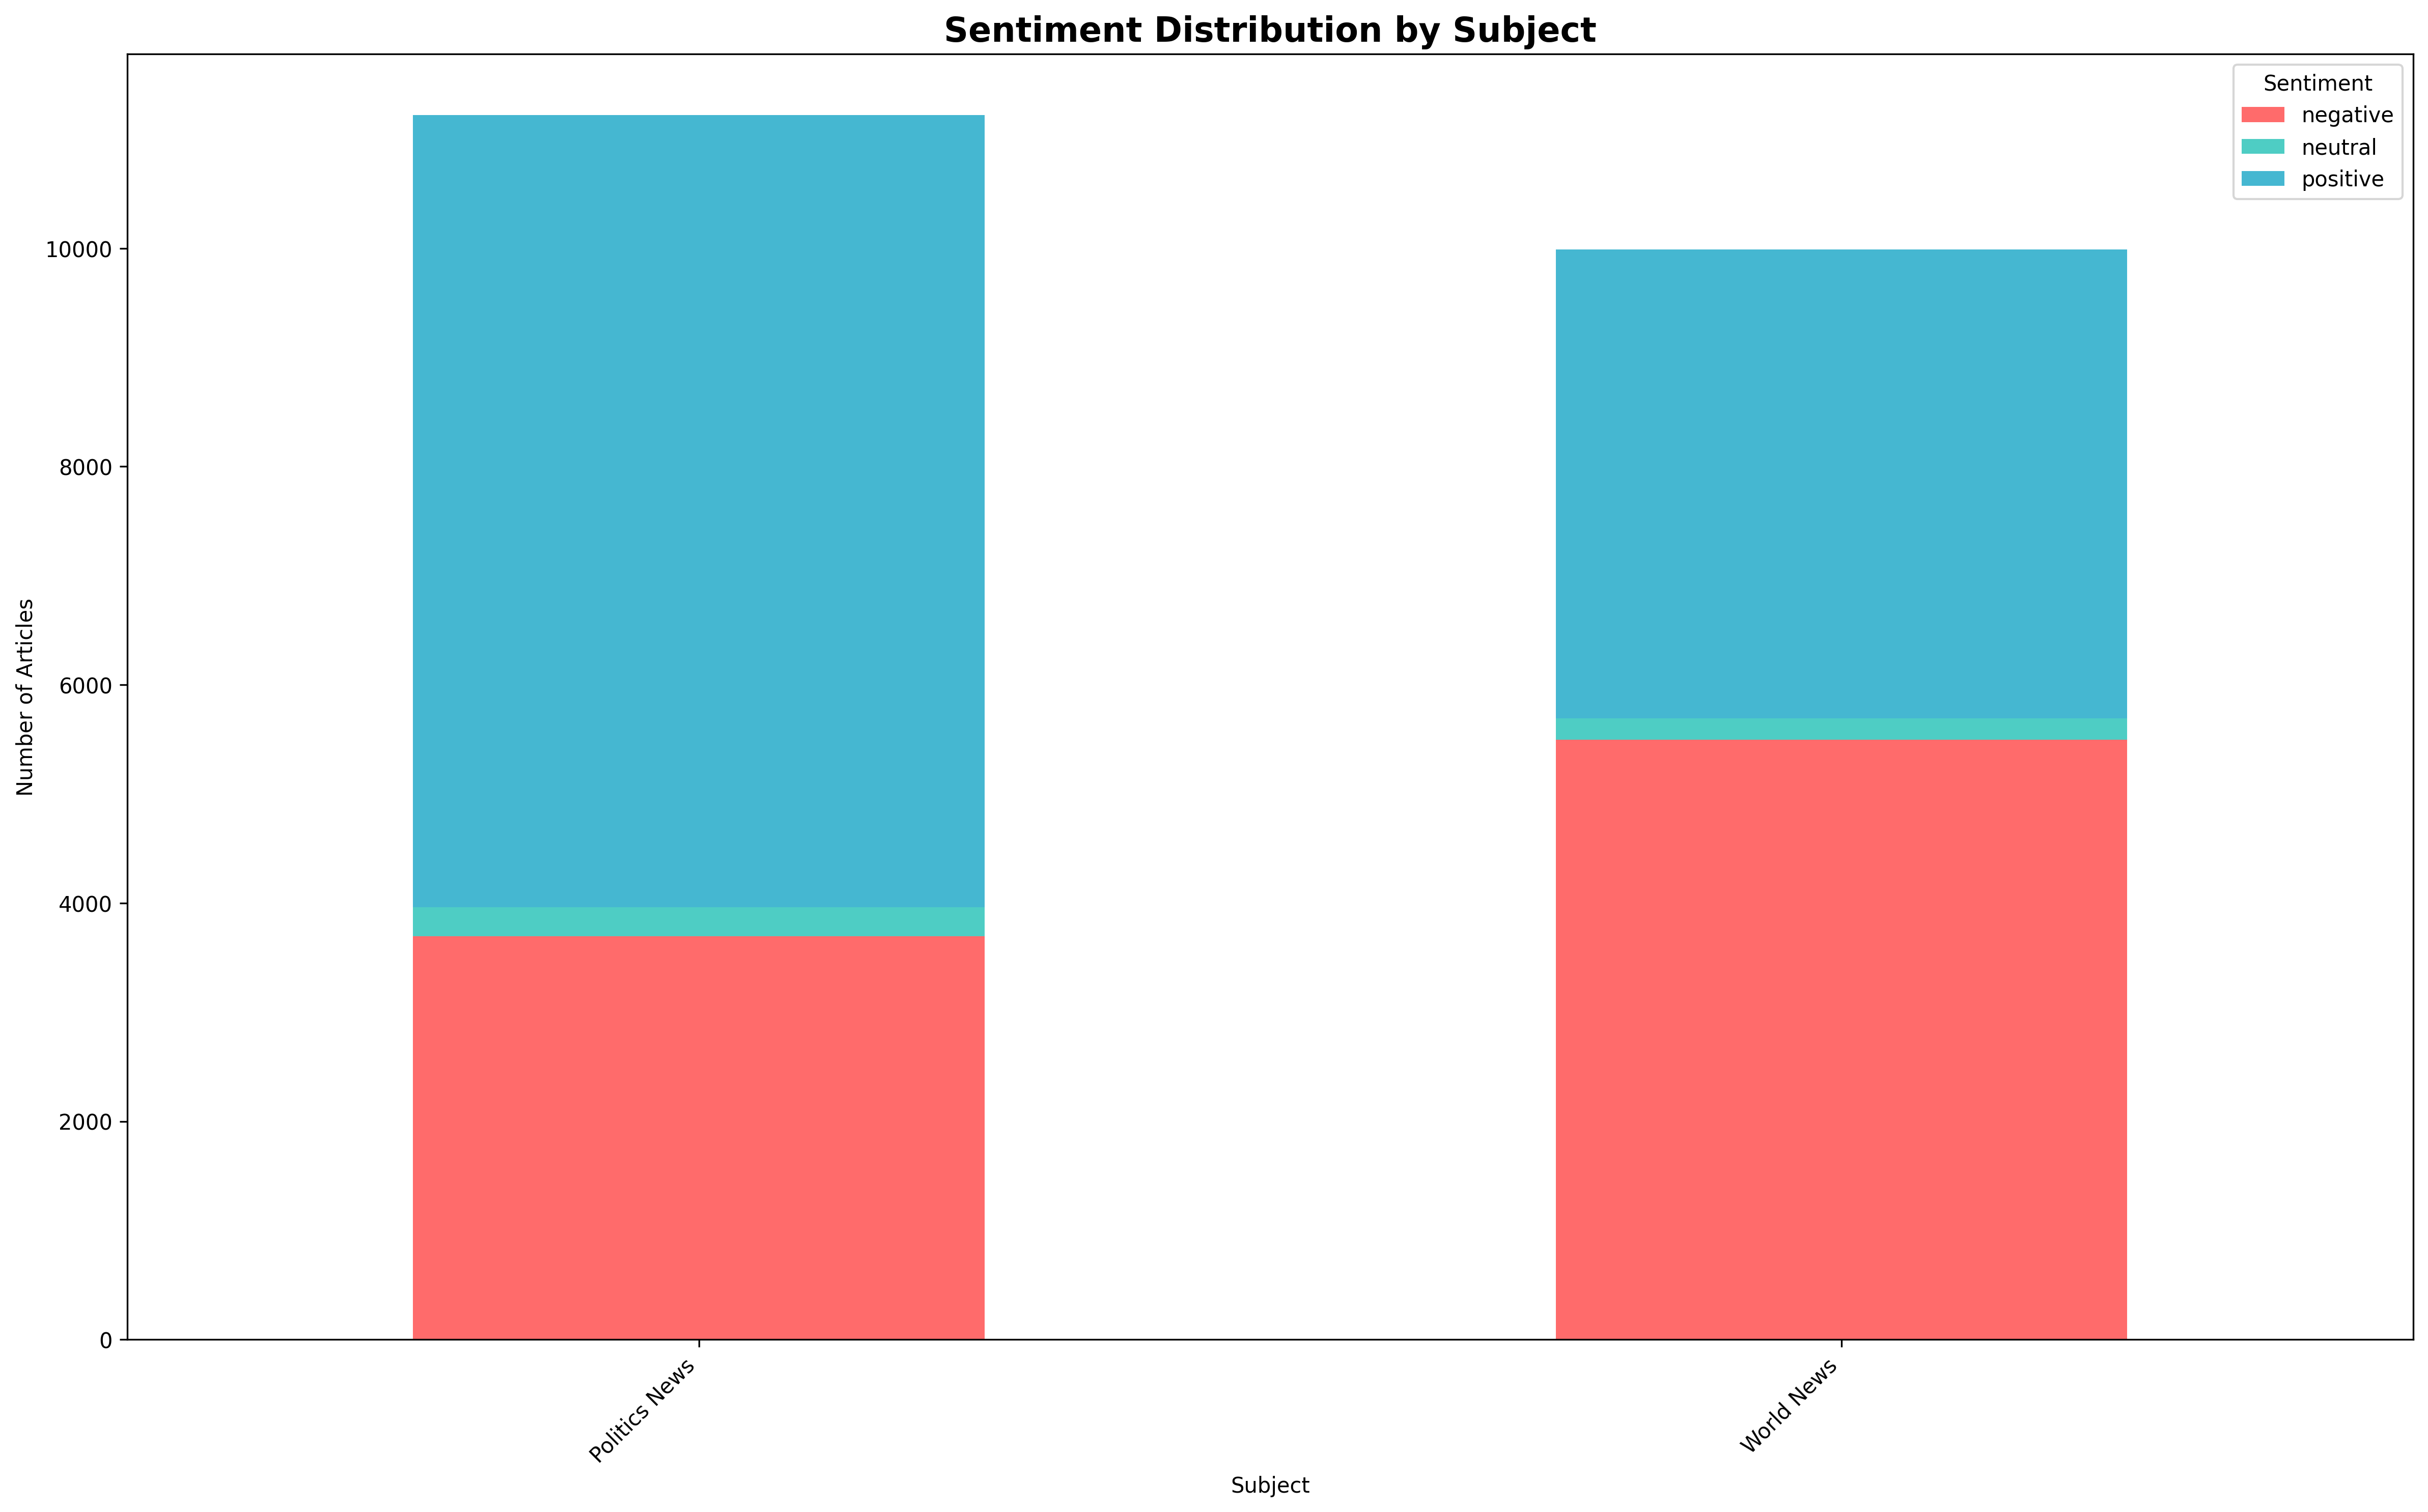 Sentiment Distribution by Subject
Sentiment
negative
neutral
positive
10000
8000
6000
4000
2000
0
Number of Articles
Politics News
World News
Subject